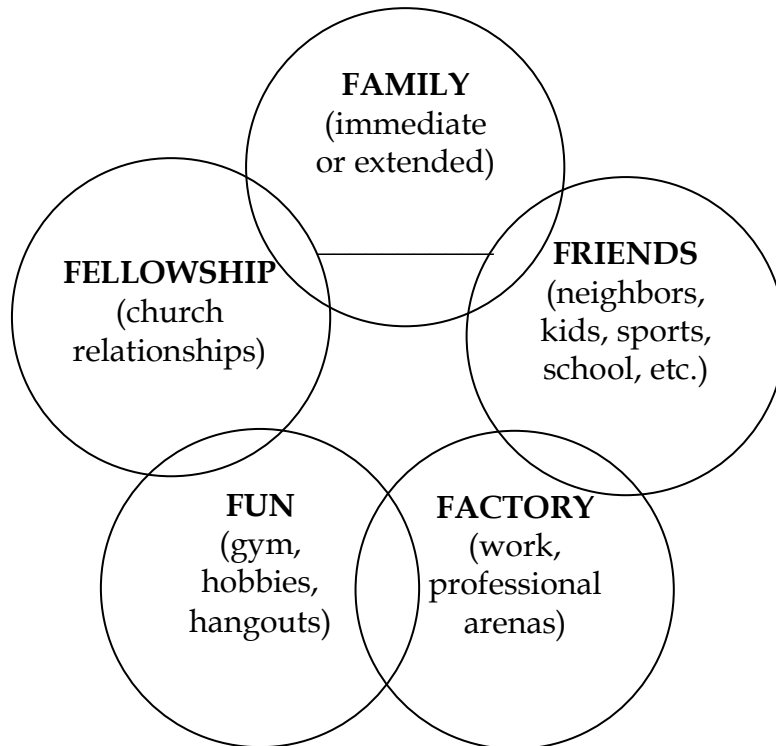 FAMILY
(immediate
or extended)
FELLOWSHIP
(church
relationships)
FRIENDS
(neighbors,
kids, sports,
school, etc.)
FUN
(gym,
hobbies,
hangouts)
FACTORY
(work,
professional
arenas)